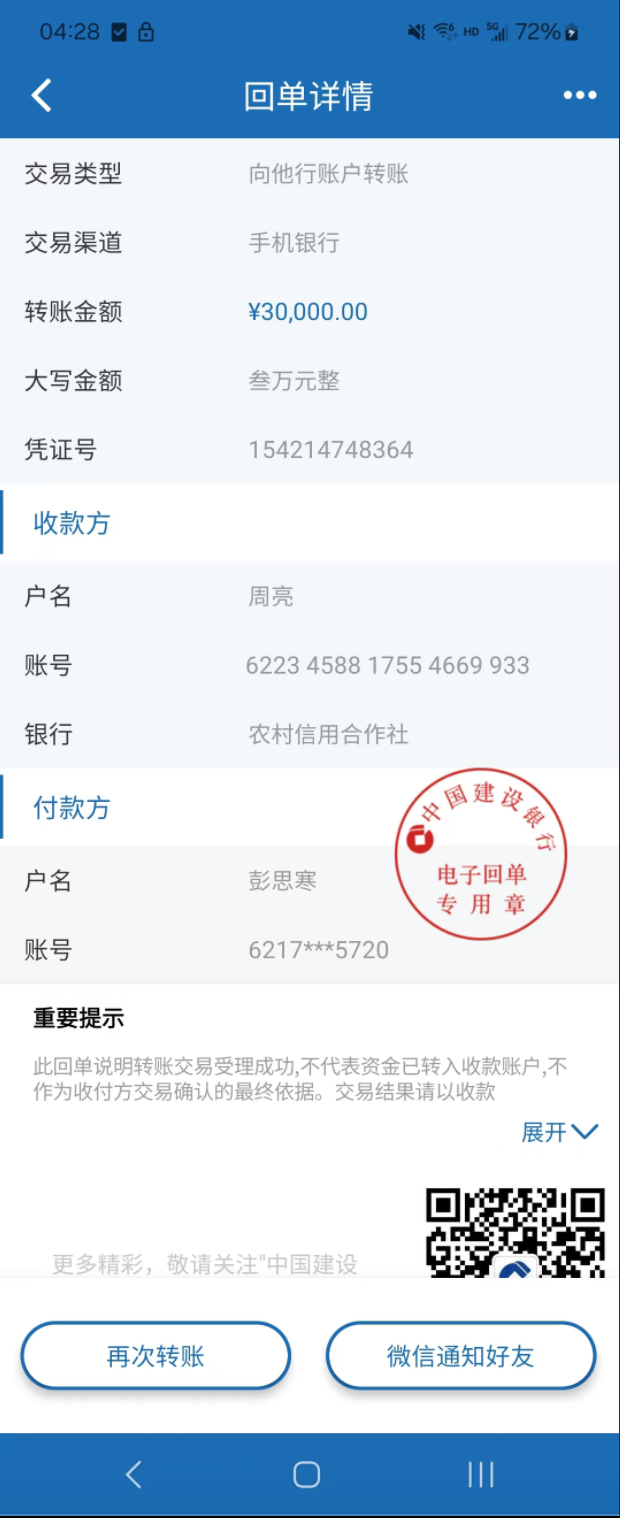 04:28 HD 5G 72%
回单详情
交易类型 向他行账户转账
交易渠道 手机银行
转账金额 ¥30,000.00
大写金额 叁万元整
凭证号 154214748364
收款方
户名 周亮
账号 6223 4588 1755 4669 933
银行 农村信用合作社
付款方
中国建设银行
电子回单
专用章
户名 彭思寒
账号 6217***5720
重要提示
此回单说明转账交易受理成功,不代表资金已转入收款账户,不
作为收付方交易确认的最终依据。交易结果请以收款
展开
更多精彩，敬请关注"中国建设
再次转账 微信通知好友